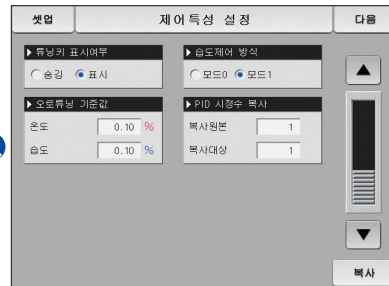 셋업
제어특성 설정
다음
▶ 튜닝키 표시여부
숨김 표시
▶ 습도제어 방식
모드0 모드1
▶ 오토튜닝 기준값
온도 0.10 %
습도 0.10 %
▶ PID 시정수 복사
복사원본 1
복사대상 1
복사